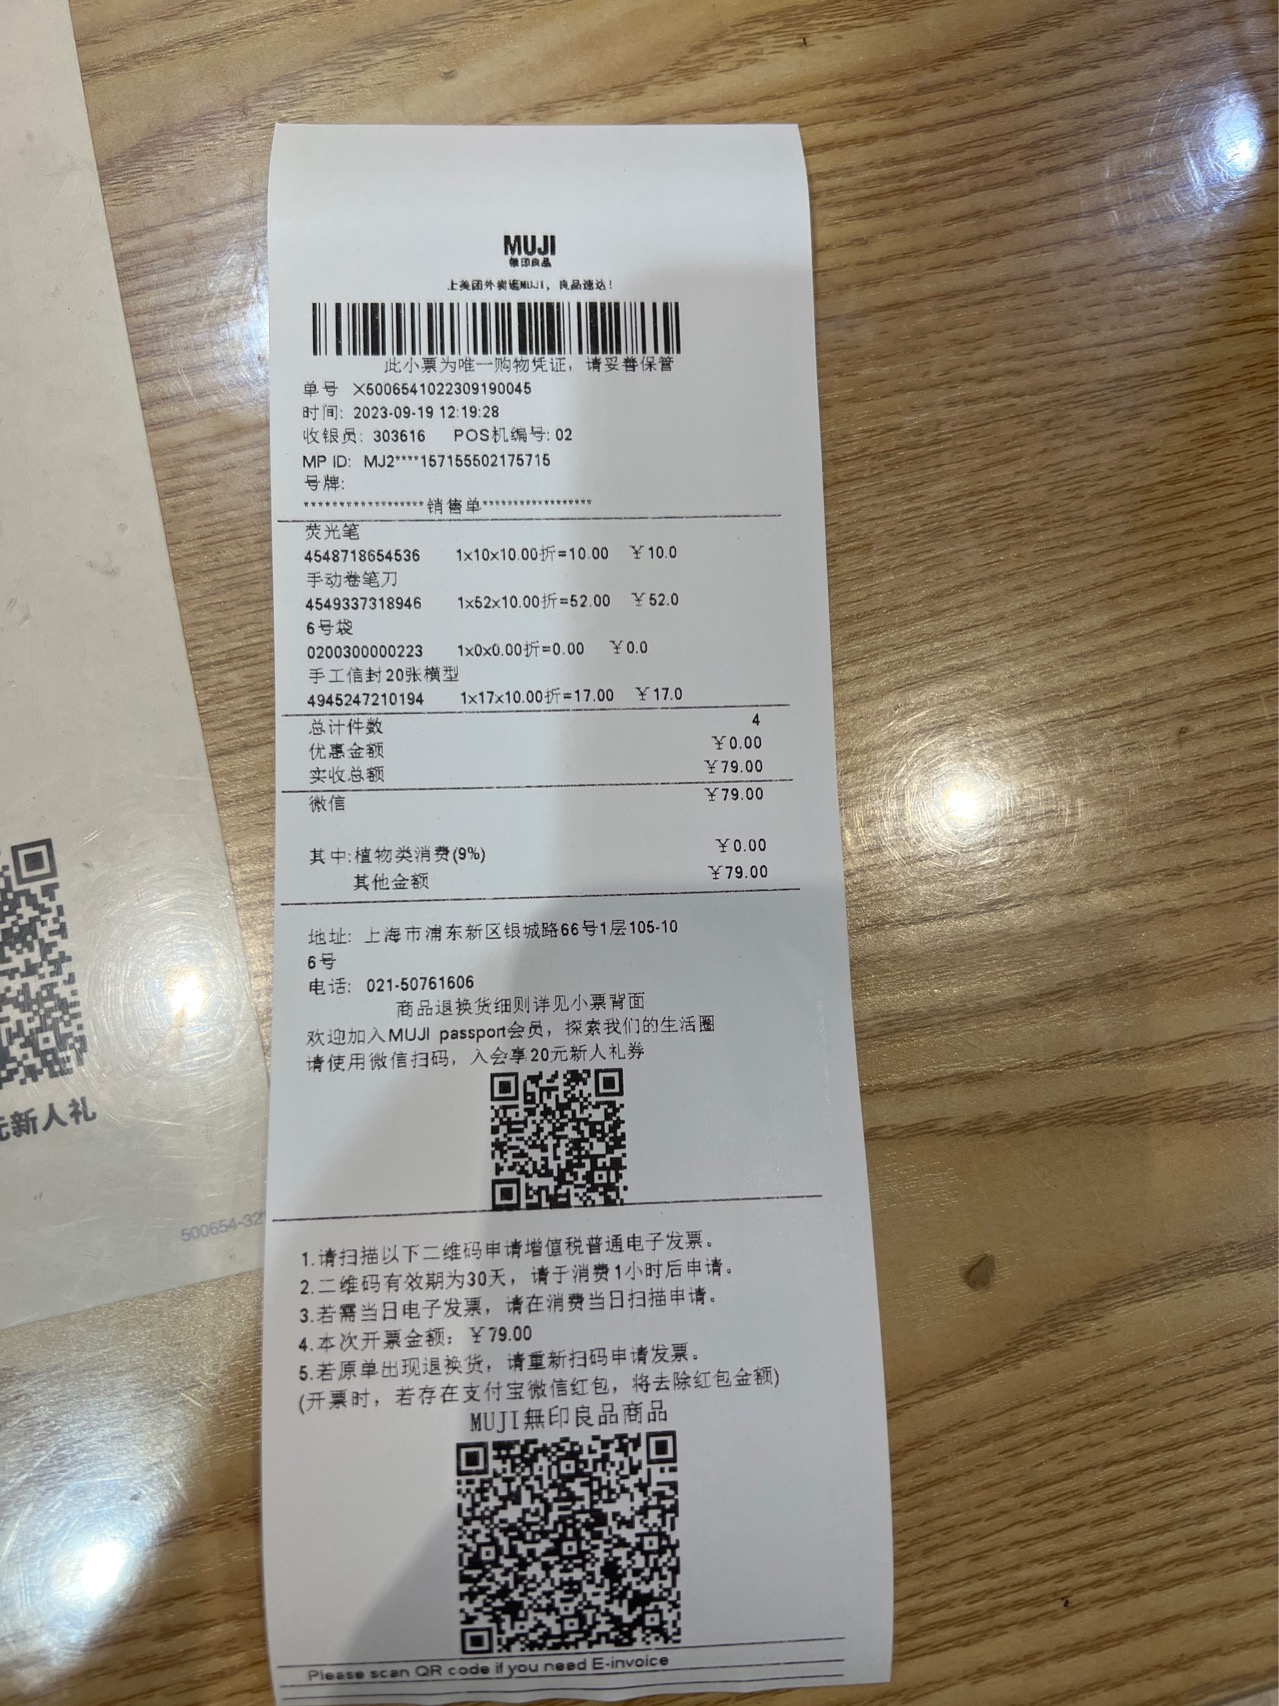 MUJI
無印良品
上美团外卖逛MUJI，良品速达！
此小票为唯一购物凭证，请妥善保管
单号 X5006541022309190045
时间: 2023-09-19 12:19:28
收银员: 303616 POS机编号: 02
MP ID: MJ2****157155502175715
号牌:
******************销售单*****************
荧光笔
4548718654536 1x10x10.00折=10.00 ￥10.0
手动卷笔刀
4549337318946 1x52x10.00折=52.00 ￥52.0
6号袋
0200300000223 1x0x0.00折=0.00 ￥0.0
手工信封20张横型
4945247210194 1x17x10.00折=17.00 ￥17.0
总计件数 4
优惠金额 ￥0.00
实收总额 ￥79.00
微信 ￥79.00
其中:植物类消费(9%) ￥0.00
其他金额 ￥79.00
地址: 上海市浦东新区银城路66号1层105-10
6号
电话: 021-50761606
商品退换货细则详见小票背面
欢迎加入MUJI passport会员，探索我们的生活圈
请使用微信扫码，入会享20元新人礼券
1.请扫描以下二维码申请增值税普通电子发票。
2.二维码有效期为30天，请于消费1小时后申请。
3.若需当日电子发票，请在消费当日扫描申请。
4.本次开票金额: ￥79.00
5.若原单出现退换货，请重新扫码申请发票。
(开票时，若存在支付宝微信红包，将去除红包金额)
MUJI無印良品商品
Please scan QR code if you need E-invoice
元新人礼
500654-32